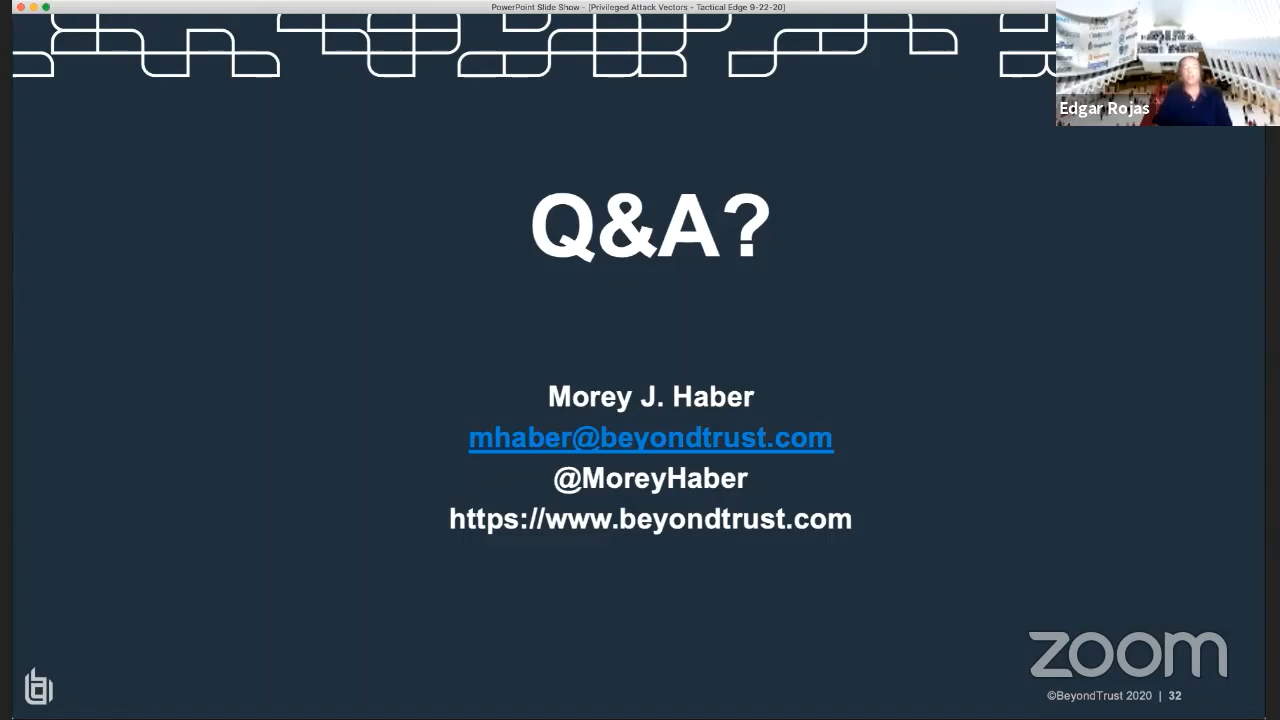 PowerPoint Slide Show - [Privileged Attack Vectors - Tactical Edge 9-22-20]
Edgar Rojas
Q&A?
Morey J. Haber
mhaber@beyondtrust.com
@MoreyHaber
https://www.beyondtrust.com
zoom
©BeyondTrust 2020 | 32